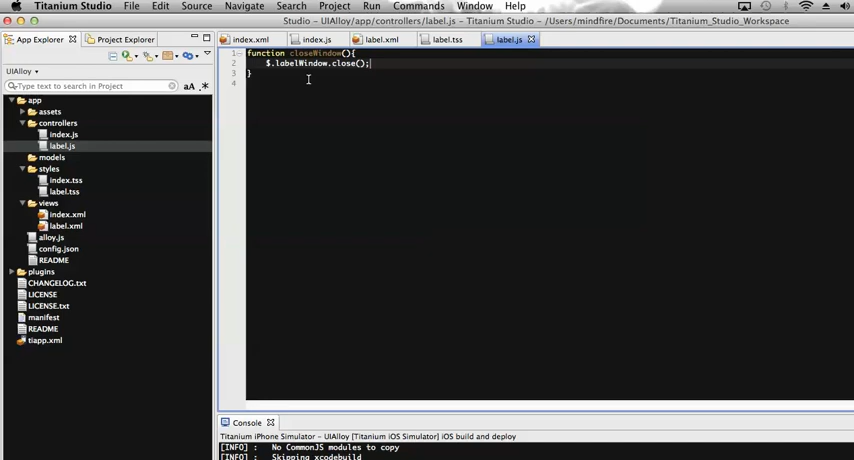 Titanium Studio File Edit Source Navigate Search Project Run Commands Window Help
Studio - UIAlloy/app/controllers/label.js - Titanium Studio - /Users/mindfire/Documents/Titanium_Studio_Workspace
App Explorer Project Explorer
index.xml index.js label.xml label.tss label.js
UIAlloy
Type text to search in Project aA .*
app
assets
controllers
index.js
label.js
models
styles
index.tss
label.tss
views
index.xml
label.xml
alloy.js
config.json
README
plugins
CHANGELOG.txt
LICENSE
LICENSE.txt
manifest
README
tiapp.xml
1 function closeWindow(){
2 $.labelWindow.close();
3 }
4
Console
Titanium iPhone Simulator - UIAlloy [Titanium iOS Simulator] iOS build and deploy
[INFO] : No CommonJS modules to copy
[INFO] : Skipping xcodebuild